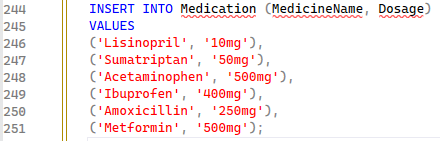 244 INSERT INTO Medication (MedicineName, Dosage)
245 VALUES
246 ('Lisinopril', '10mg'),
247 ('Sumatriptan', '50mg'),
248 ('Acetaminophen', '500mg'),
249 ('Ibuprofen', '400mg'),
250 ('Amoxicillin', '250mg'),
251 ('Metformin', '500mg');